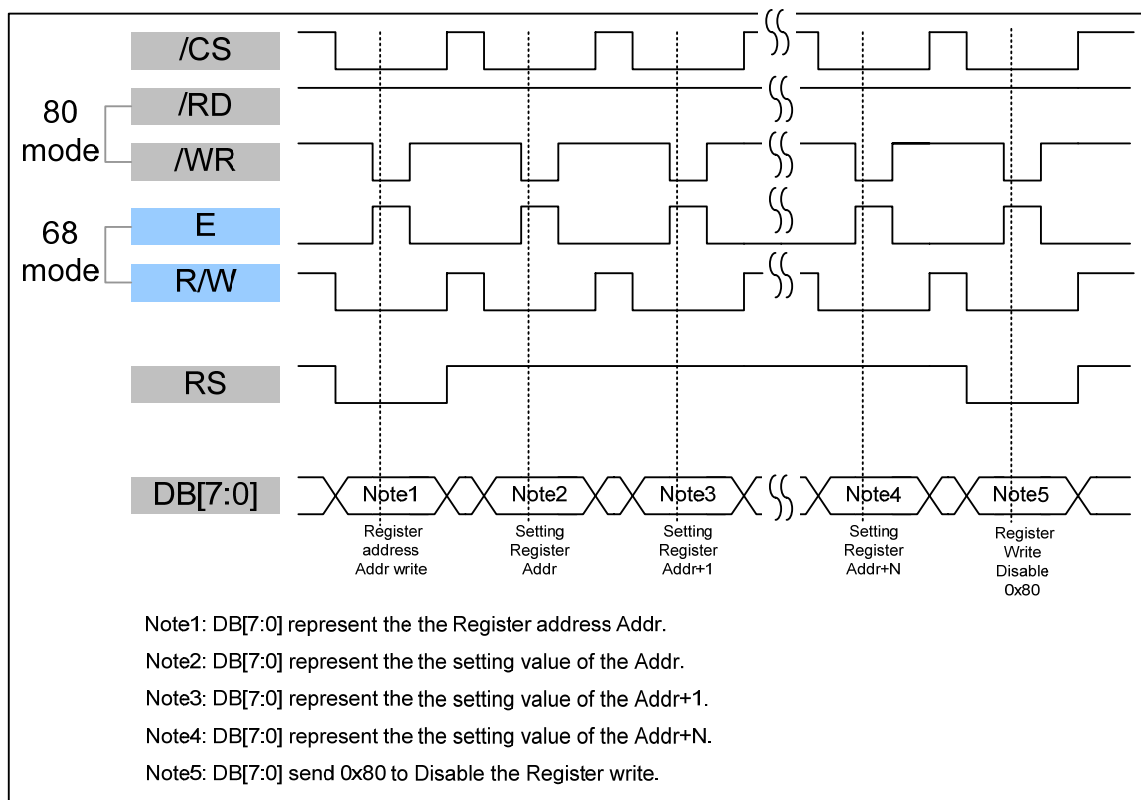 /CS
80
mode
/RD
/WR
68
mode
E
R/W
RS
DB[7:0]
Note1
Note2
Note3
Note4
Note5
Register
address
Addr write
Setting
Register
Addr
Setting
Register
Addr+1
Setting
Register
Addr+N
Register
Write
Disable
0x80
Note1: DB[7:0] represent the the Register address Addr.
Note2: DB[7:0] represent the the setting value of the Addr.
Note3: DB[7:0] represent the the setting value of the Addr+1.
Note4: DB[7:0] represent the the setting value of the Addr+N.
Note5: DB[7:0] send 0x80 to Disable the Register write.